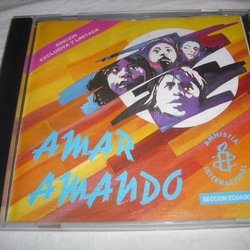 EDICION
EXCLUSIVA Y LIMITADA
AMAR
AMANDO
AMNISTIA
INTERNACIONAL
SECCION ECUADOR